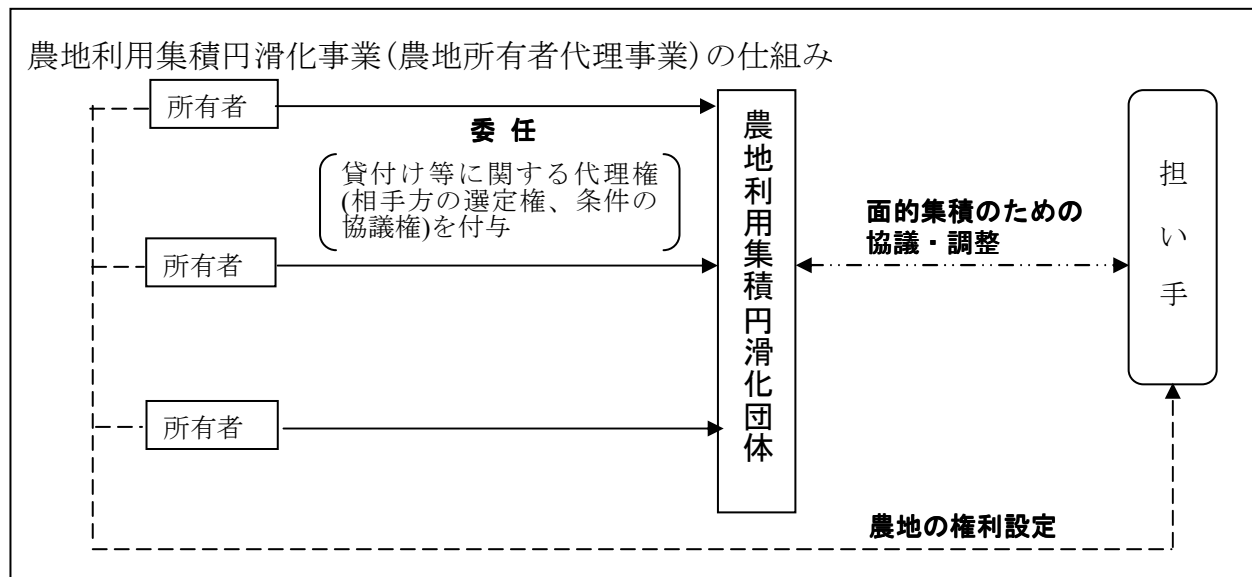 農地利用集積円滑化事業(農地所有者代理事業)の仕組み
所有者
委 任
貸付け等に関する代理権
(相手方の選定権、条件の
協議権)を付与
所有者
所有者
農地利用集積円滑化団体
面的集積のための
協議・調整
担い手
農地の権利設定